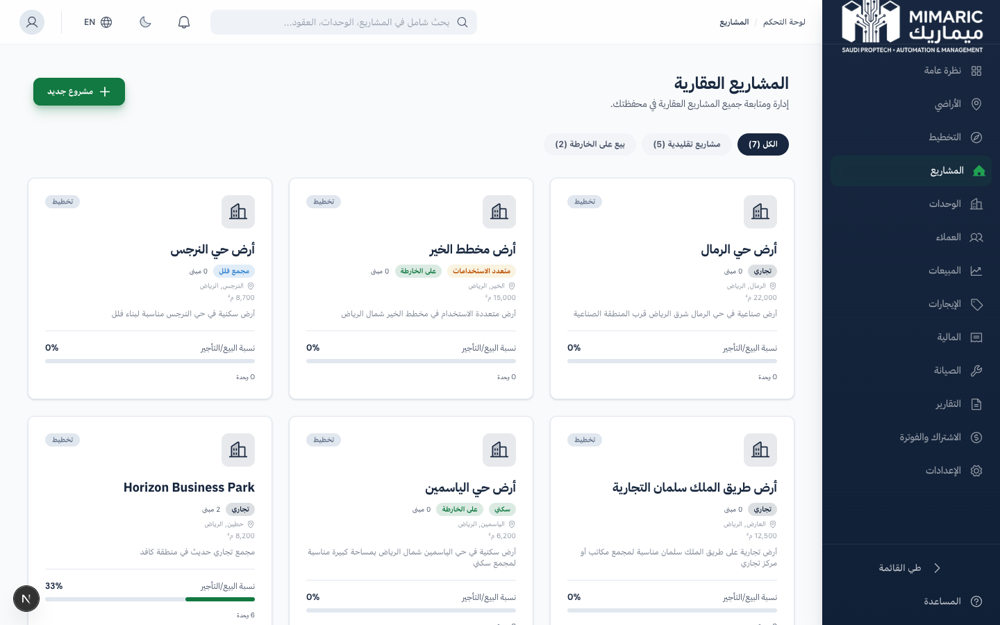 MIMARIC
ميماريك
SAUDI PROPTECH • AUTOMATION & MANAGEMENT
نظرة عامة
الأراضي
التخطيط
المشاريع
الوحدات
العملاء
المبيعات
الإيجارات
المالية
الصيانة
التقارير
الاشتراك والفوترة
الإعدادات
طي القائمة
المساعدة
لوحة التحكم / المشاريع
بحث شامل في المشاريع، الوحدات، العقود...
EN
المشاريع العقارية
إدارة ومتابعة جميع المشاريع العقارية في محفظتك.
مشروع جديد
الكل (7)
مشاريع تقليدية (5)
بيع على الخارطة (2)
تخطيط
أرض حي الرمال
تجاري 0 مبنى
الرمال, الرياض
22,000 م²
أرض صناعية في حي الرمال شرق الرياض قرب المنطقة الصناعية
نسبة البيع/التأجير 0%
0 وحدة
تخطيط
أرض مخطط الخير
متعدد الاستخدامات على الخارطة 0 مبنى
الخير, الرياض
15,000 م²
أرض متعددة الاستخدام في مخطط الخير شمال الرياض
نسبة البيع/التأجير 0%
0 وحدة
تخطيط
أرض حي النرجس
مجمع فلل 0 مبنى
النرجس, الرياض
8,700 م²
أرض سكنية في حي النرجس مناسبة لبناء فلل
نسبة البيع/التأجير 0%
0 وحدة
تخطيط
أرض طريق الملك سلمان التجارية
تجاري 0 مبنى
العارض, الرياض
12,500 م²
أرض تجارية على طريق الملك سلمان مناسبة لمجمع مكاتب أو
مركز تجاري
نسبة البيع/التأجير 0%
تخطيط
أرض حي الياسمين
سكني على الخارطة 0 مبنى
الياسمين, الرياض
6,200 م²
أرض سكنية في حي الياسمين شمال الرياض بمساحة كبيرة مناسبة
لمجمع سكني
نسبة البيع/التأجير 0%
تخطيط
Horizon Business Park
تجاري 2 مبنى
حطين, الرياض
8,200 م²
مجمع تجاري حديث في منطقة كافد
نسبة البيع/التأجير 33%
6 وحدة
N